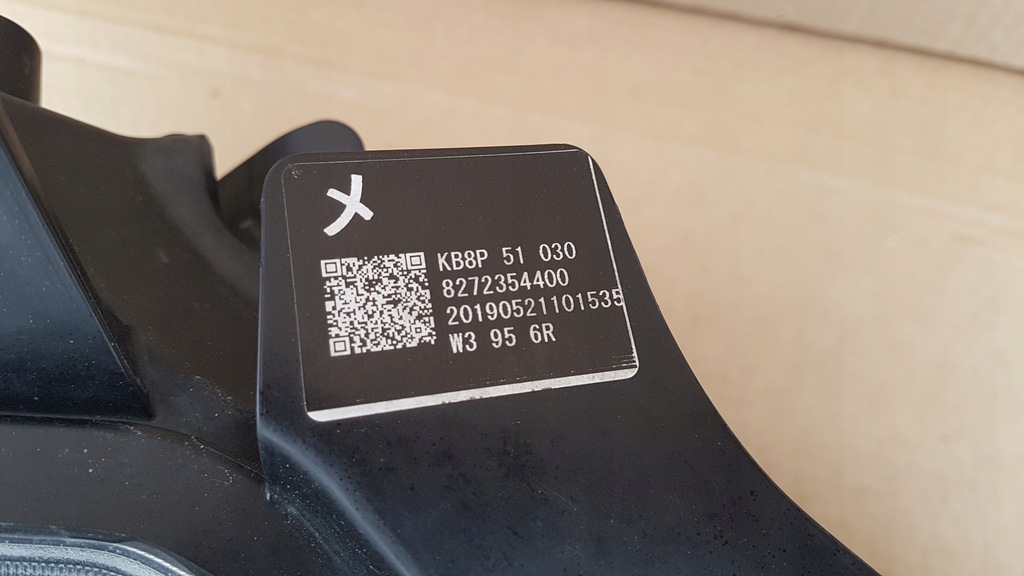 メ
KB8P 51 030
8272354400
20190521101535
W3 95 6R